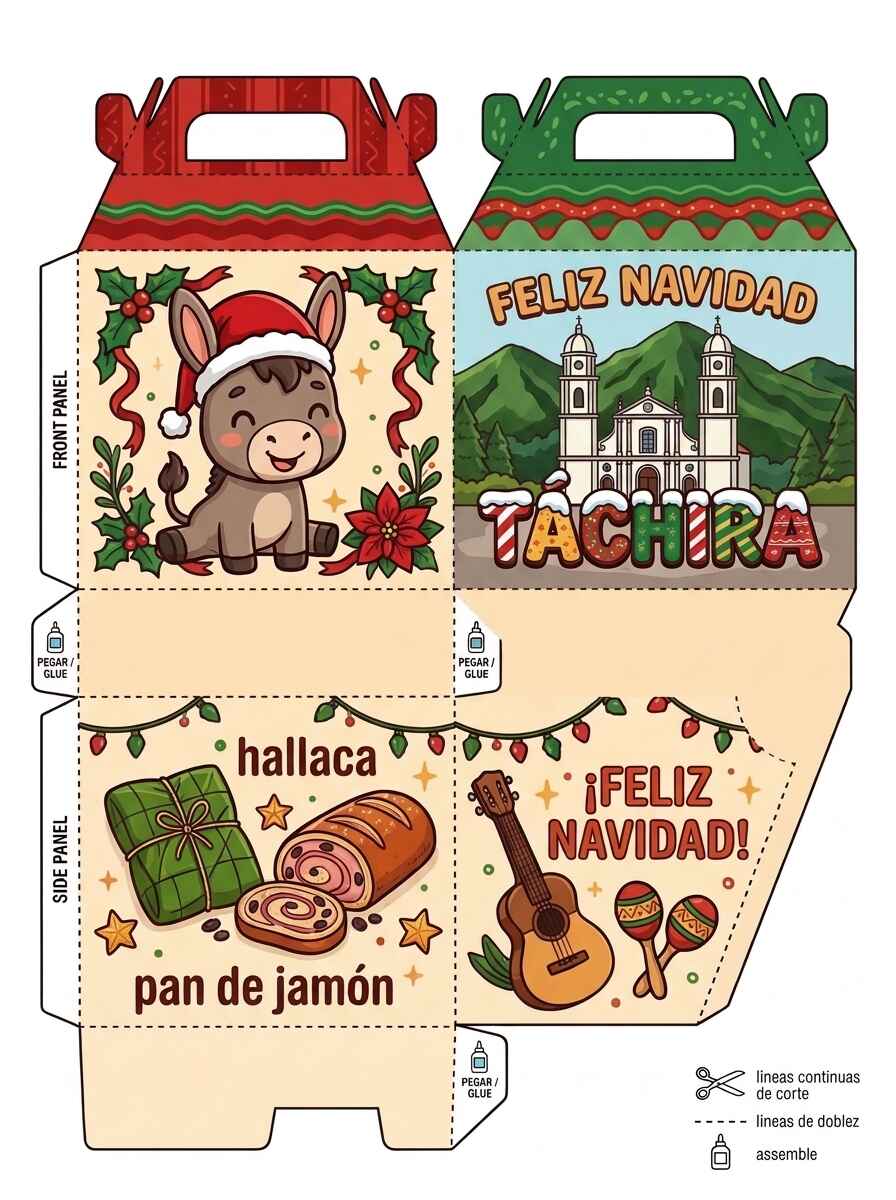 FELIZ NAVIDAD
FRONT PANEL
TÁCHIRA
PEGAR /
GLUE
PEGAR /
GLUE
hallaca
¡FELIZ
NAVIDAD!
SIDE PANEL
pan de jamón
PEGAR /
GLUE
lineas continuas
de corte
lineas de doblez
assemble